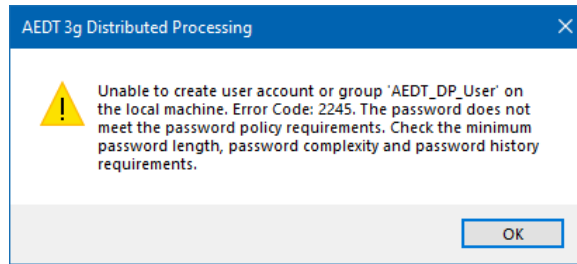 AEDT 3g Distributed Processing
Unable to create user account or group 'AEDT_DP_User' on
the local machine. Error Code: 2245. The password does not
meet the password policy requirements. Check the minimum
password length, password complexity and password history
requirements.
OK